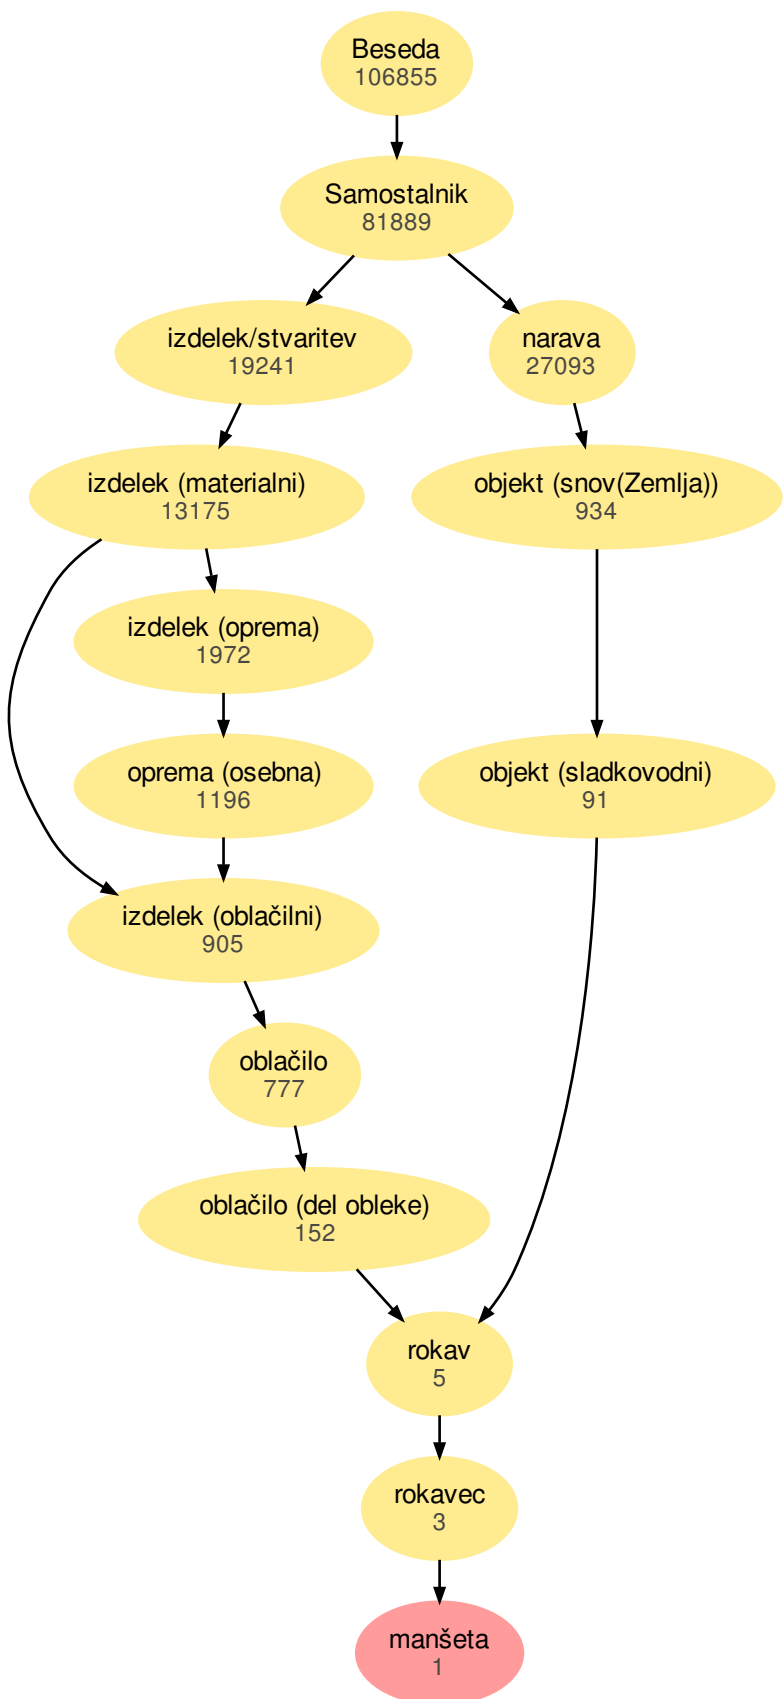 Beseda
106855
Samostalnik
81889
izdelek/stvaritev
19241
narava
27093
izdelek (materialni)
13175
objekt (snov(Zemlja))
934
izdelek (oprema)
1972
oprema (osebna)
1196
objekt (sladkovodni)
91
izdelek (oblačilni)
905
oblačilo
777
oblačilo (del obleke)
152
rokav
5
rokavec
3
manšeta
1